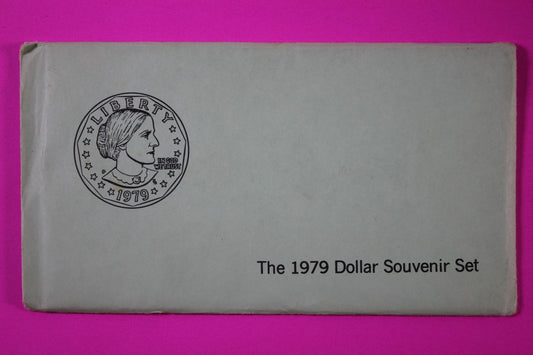 LIBERTY
IN GOD
WE TRUST
1979
The 1979 Dollar Souvenir Set